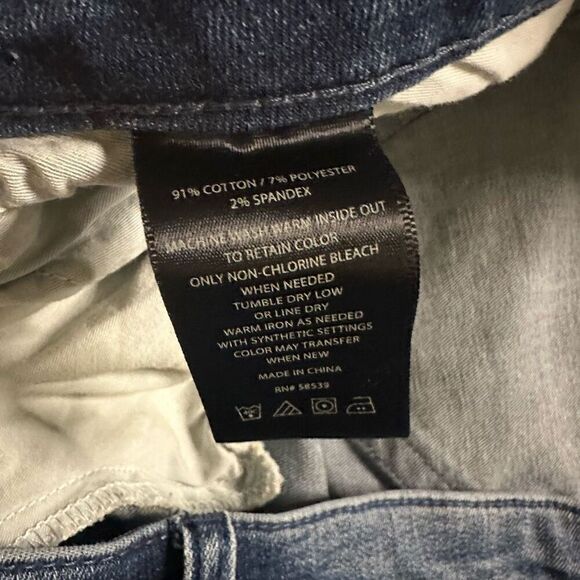 91% COTTON / 7% POLYESTER
2% SPANDEX
MACHINE WASH WARM INSIDE OUT
TO RETAIN COLOR
ONLY NON-CHLORINE BLEACH
WHEN NEEDED
TUMBLE DRY LOW
OR LINE DRY
WARM IRON AS NEEDED
WITH SYNTHETIC SETTINGS
COLOR MAY TRANSFER
WHEN NEW
MADE IN CHINA
RN# 58539